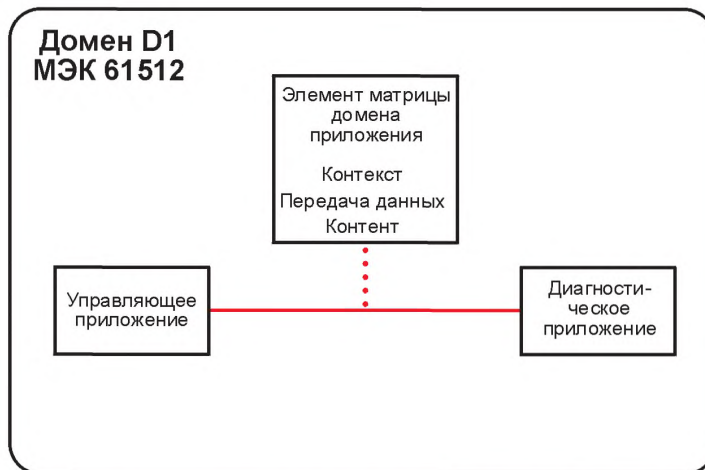 Домен D1
МЭК 61512
Элемент матрицы
домена
приложения
Контекст
Передача данных
Контент
Управляющее
приложение
Диагности-
ческое
приложение